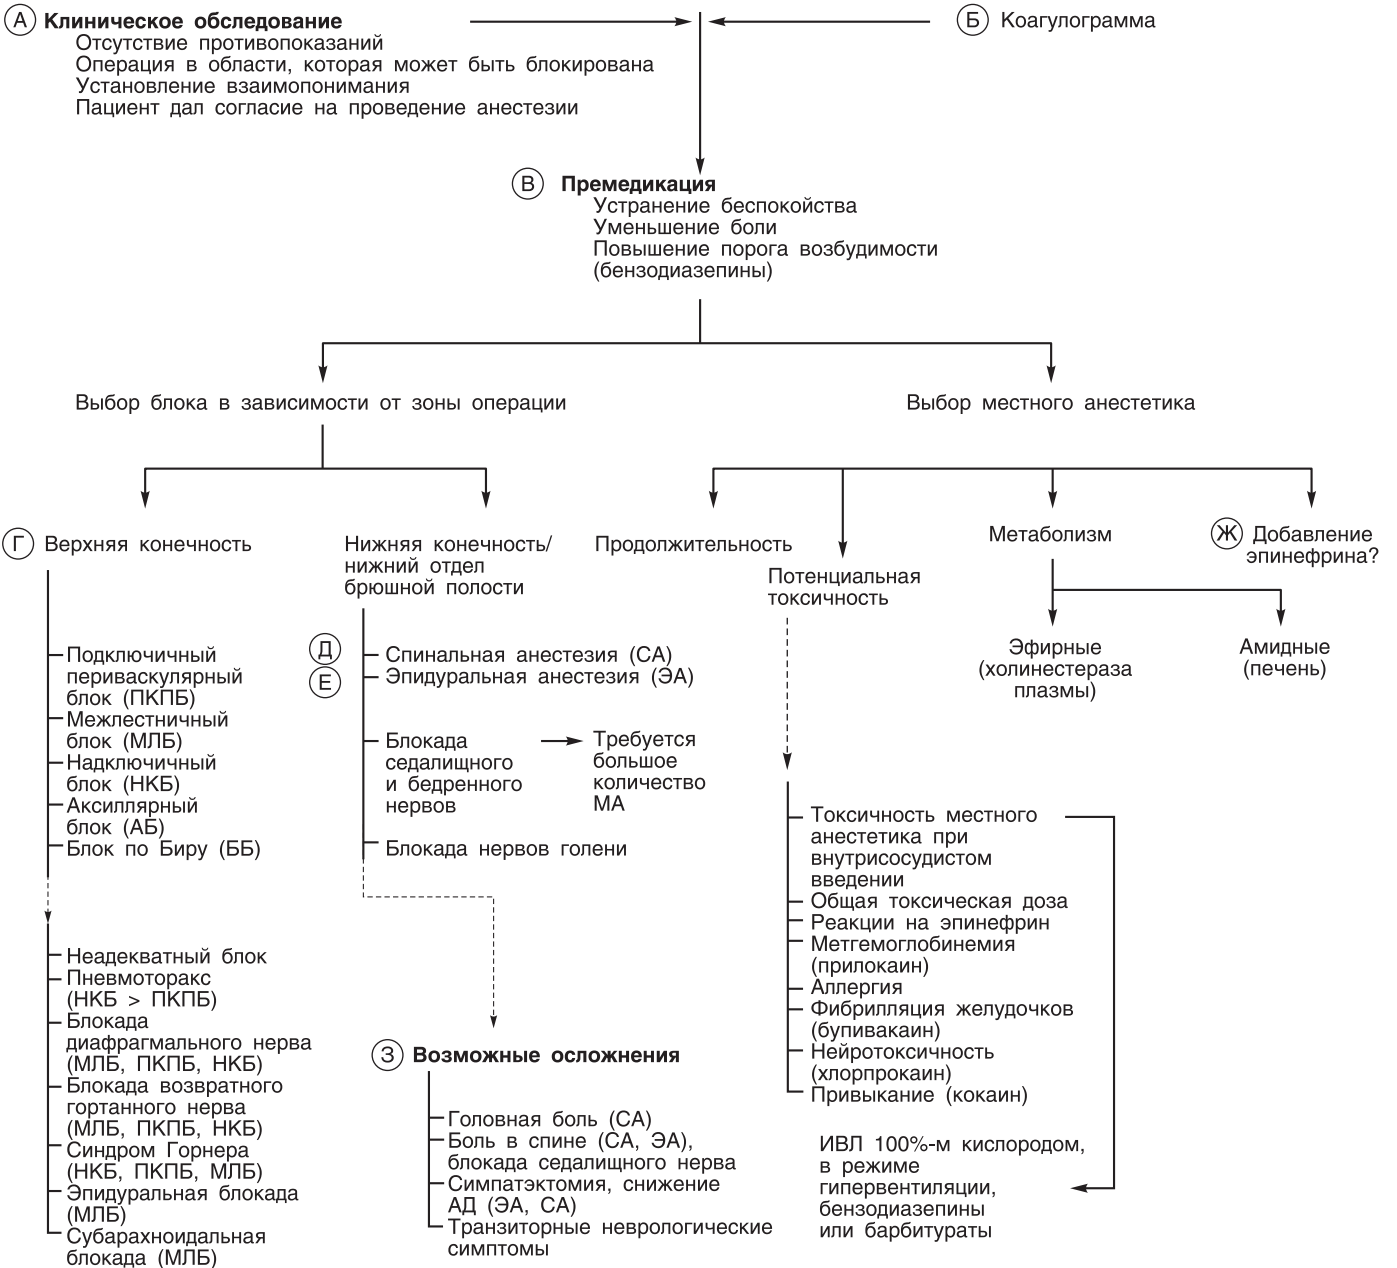 А Клиническое обследование
Отсутствие противопоказаний
Операция в области, которая может быть блокирована
Установление взаимопонимания
Пациент дал согласие на проведение анестезии
Б Коагулограмма
В Премедикация
Устранение беспокойства
Уменьшение боли
Повышение порога возбудимости
(бензодиазепины)
Выбор блока в зависимости от зоны операции
Выбор местного анестетика
Г Верхняя конечность
Подключичный
периваскулярный
блок (ПКПБ)
Межлестничный
блок (МЛБ)
Надключичный
блок (НКБ)
Аксиллярный
блок (АБ)
Блок по Биру (ББ)
Неадекватный блок
Пневмоторакс
(НКБ > ПКПБ)
Блокада
диафрагмального нерва
(МЛБ, ПКПБ, НКБ)
Блокада возвратного
гортанного нерва
(МЛБ, ПКПБ, НКБ)
Синдром Горнера
(НКБ, ПКПБ, МЛБ)
Эпидуральная блокада
(МЛБ)
Субарахноидальная
блокада (МЛБ)
Нижняя конечность/
нижний отдел
брюшной полости
Д Спинальная анестезия (СА)
Е Эпидуральная анестезия (ЭА)
Блокада
седалищного
и бедренного
нервов
Требуется
большое
количество
МА
Блокада нервов голени
З Возможные осложнения
Головная боль (СА)
Боль в спине (СА, ЭА),
блокада седалищного нерва
Симпатэктомия, снижение
АД (ЭА, СА)
Транзиторные неврологические
симптомы
Продолжительность
Потенциальная
токсичность
Токсичность местного
анестетика при
внутрисосудистом
введении
Общая токсическая доза
Реакции на эпинефрин
Метгемоглобинемия
(прилокаин)
Аллергия
Фибрилляция желудочков
(бупивакаин)
Нейротоксичность
(хлорпрокаин)
Привыкание (кокаин)
ИВЛ 100%-м кислородом,
в режиме
гипервентиляции,
бензодиазепины
или барбитураты
Метаболизм
Эфирные
(холинестераза
плазмы)
Амидные
(печень)
Ж Добавление
эпинефрина?